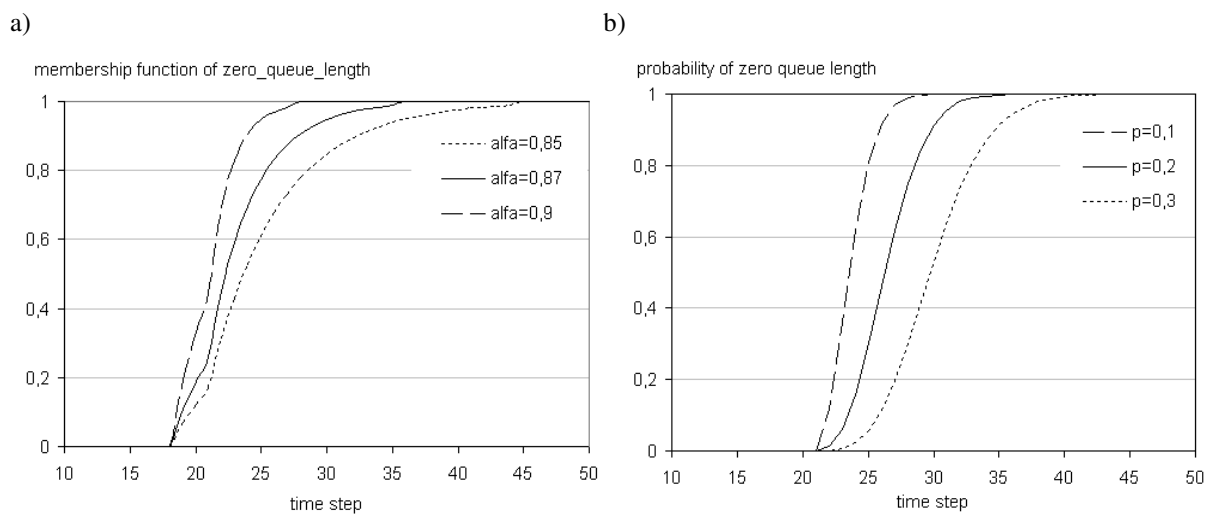 a)
membership function of zero_queue_length
1
0,8
0,6
0,4
0,2
0
10 15 20 25 30 35 40 45 50
time step
alfa=0,85
alfa=0,87
alfa=0,9
b)
probability of zero queue length
1
0,8
0,6
0,4
0,2
0
10 15 20 25 30 35 40 45 50
time step
p=0,1
p=0,2
p=0,3